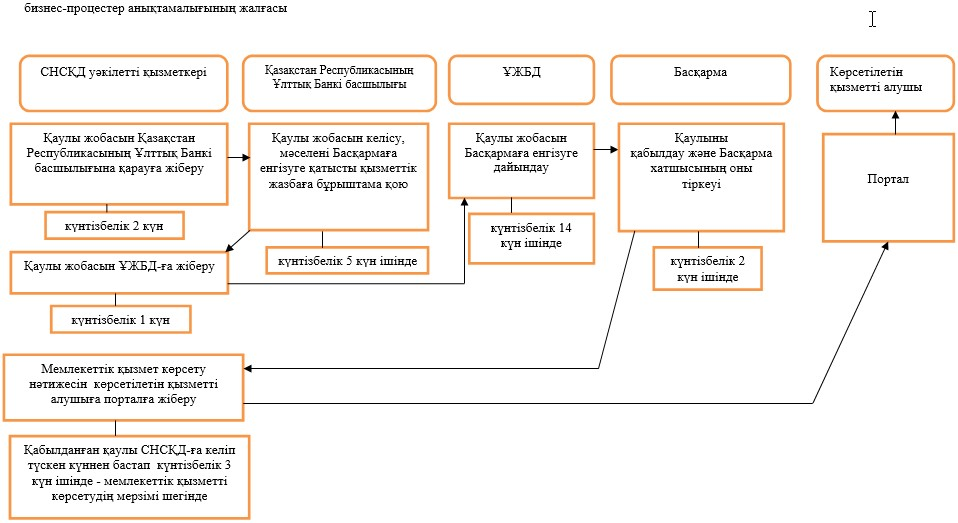 бизнес-процестер анықтамалығының жалғасы
СНСҚД уәкілетті қызметкері
Қазақстан Республикасының
Ұлттық Банкі басшылығы
ҰЖБД
Басқарма
Көрсетілетін
қызметті алушы
Қаулы жобасын Қазақстан
Республикасының Ұлттық Банкі
басшылығына қарауға жіберу
күнтізбелік 2 күн
Қаулы жобасын келісу,
мәселені Басқармаға
енгізуге қатысты қызметтік
жазбаға бұрыштама қою
күнтізбелік 5 күн ішінде
Қаулы жобасын
Басқармаға енгізуге
дайындау
күнтізбелік 14
күн ішінде
Қаулыны
қабылдау және Басқарма
хатшысының оны
тіркеуі
күнтізбелік 2
күн ішінде
Портал
Қаулы жобасын ҰЖБД-ға жіберу
күнтізбелік 1 күн
Мемлекеттік қызмет көрсету
нәтижесін көрсетілетін қызметті
алушыға порталға жіберу
Қабылданған қаулы СНСҚД-ға келіп
түскен күннен бастап күнтізбелік 3
күн ішінде - мемлекеттік қызметті
көрсетудің мерзімі шегінде